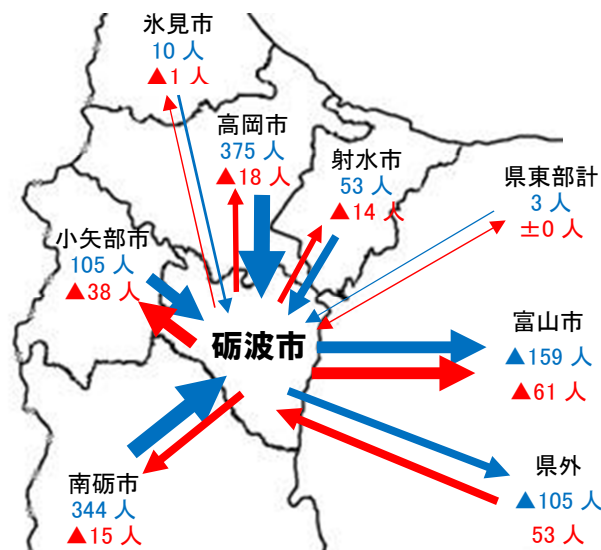 氷見市
10 人
▲1 人
高岡市
375 人
▲18 人
射水市
53 人
▲14 人
県東部計
3 人
±0 人
小矢部市
105 人
▲38 人
砺波市
富山市
▲159 人
▲61 人
南砺市
344 人
▲15 人
県外
▲105 人
53 人